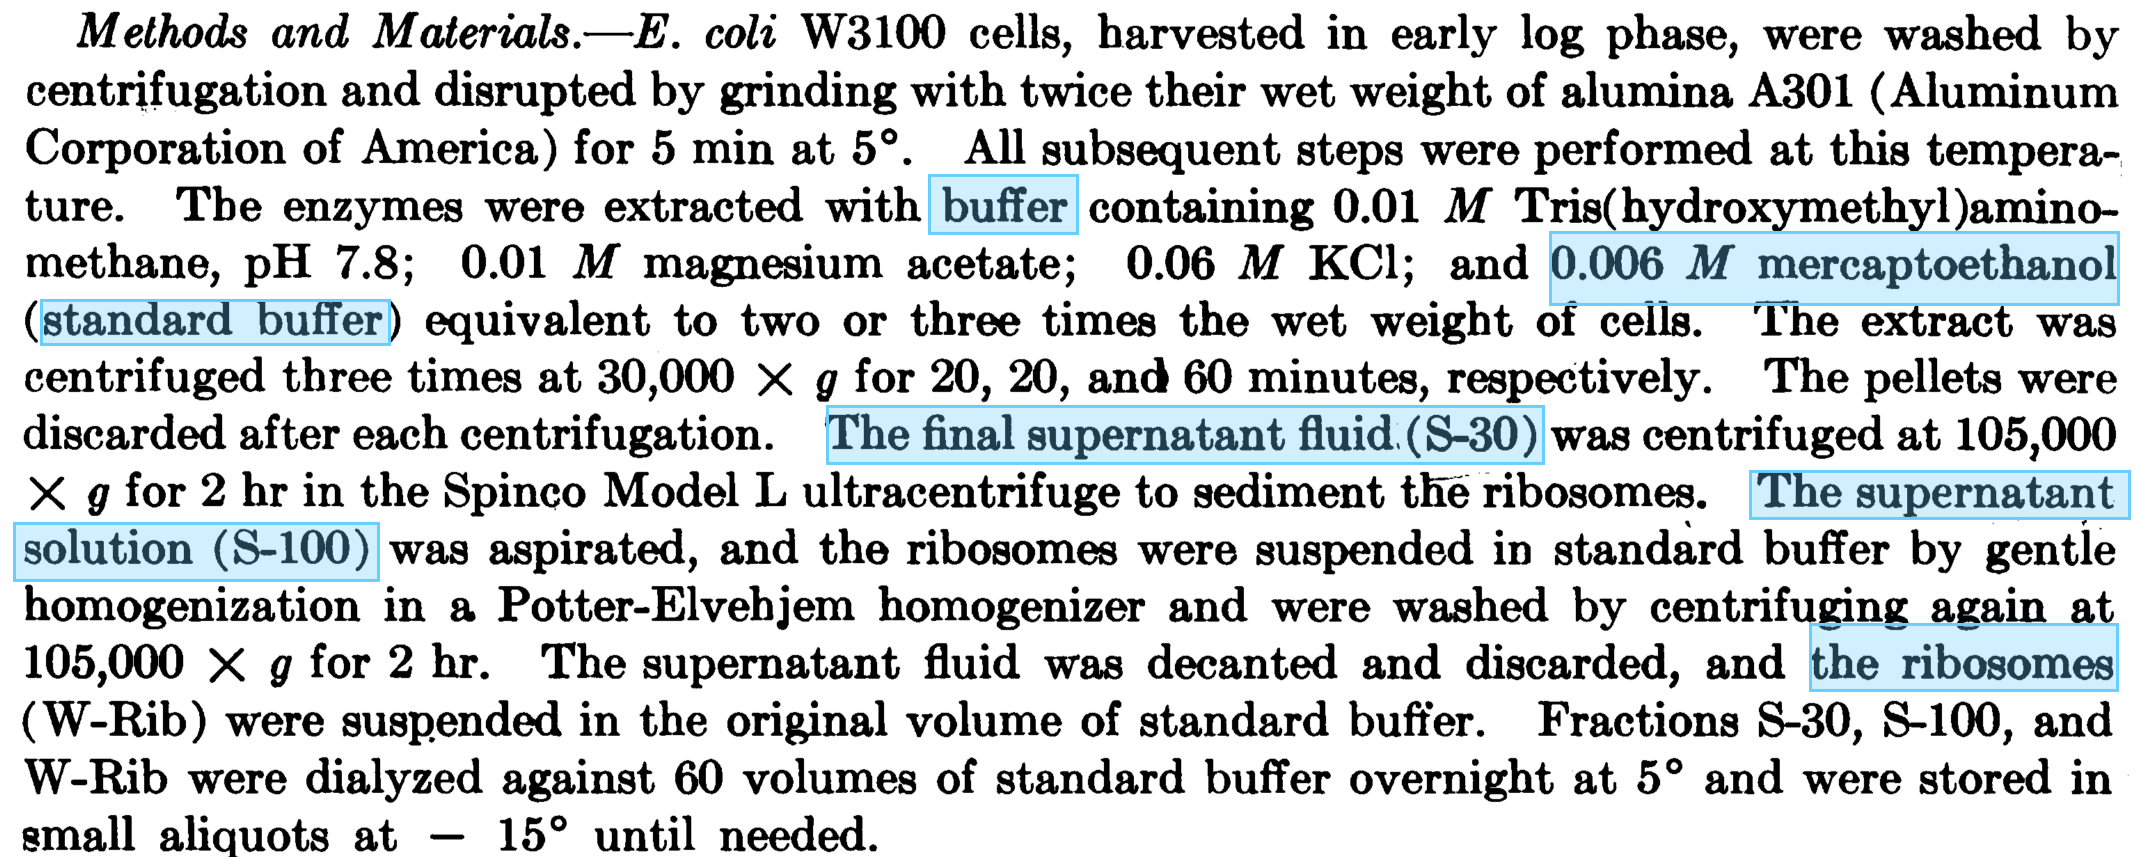 Methods and Materials.—E. coli W3100 cells, harvested in early log phase, were washed by
centrifugation and disrupted by grinding with twice their wet weight of alumina A301 (Aluminum
Corporation of America) for 5 min at 5°. All subsequent steps were performed at this tempera-
ture. The enzymes were extracted with buffer containing 0.01 M Tris(hydroxymethyl)amino-
methane, pH 7.8; 0.01 M magnesium acetate; 0.06 M KCl; and 0.006 M mercaptoethanol
(standard buffer) equivalent to two or three times the wet weight of cells. The extract was
centrifuged three times at 30,000 × g for 20, 20, and 60 minutes, respectively. The pellets were
discarded after each centrifugation. The final supernatant fluid (S-30) was centrifuged at 105,000
× g for 2 hr in the Spinco Model L ultracentrifuge to sediment the ribosomes. The supernatant
solution (S-100) was aspirated, and the ribosomes were suspended in standard buffer by gentle
homogenization in a Potter-Elvehjem homogenizer and were washed by centrifuging again at
105,000 × g for 2 hr. The supernatant fluid was decanted and discarded, and the ribosomes
(W-Rib) were suspended in the original volume of standard buffer. Fractions S-30, S-100, and
W-Rib were dialyzed against 60 volumes of standard buffer overnight at 5° and were stored in
small aliquots at − 15° until needed.